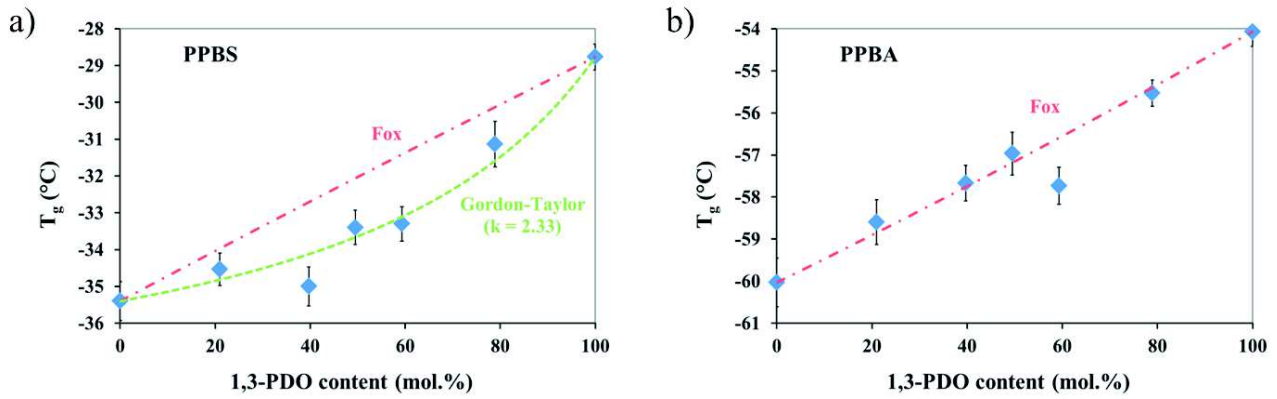 a)
PPBS
Fox
Gordon-Taylor
(k = 2.33)
-28
-29
-30
-31
-32
-33
-34
-35
-36
0
20
40
60
80
100
Tg (°C)
1,3-PDO content (mol.%)
b)
PPBA
Fox
-54
-55
-56
-57
-58
-59
-60
-61
0
20
40
60
80
100
Tg (°C)
1,3-PDO content (mol.%)